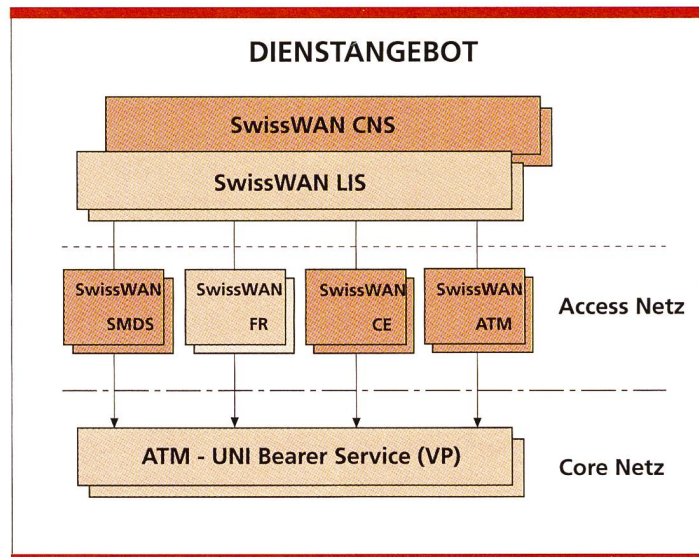 DIENSTANGEBOT
SwissWAN CNS
SwissWAN LIS
SwissWAN
SMDS
SwissWAN
FR
SwissWAN
CE
SwissWAN
ATM
Access Netz
ATM - UNI Bearer Service (VP)
Core Netz